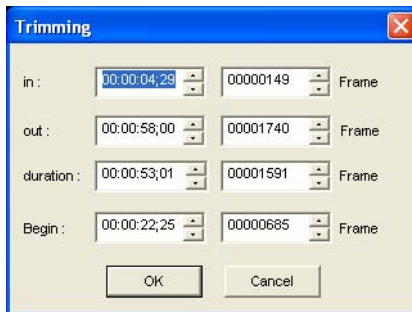 Trimming
in : 00:00:04;29 00000149 Frame
out : 00:00:58;00 00001740 Frame
duration : 00:00:53;01 00001591 Frame
Begin : 00:00:22;25 00000685 Frame
OK Cancel